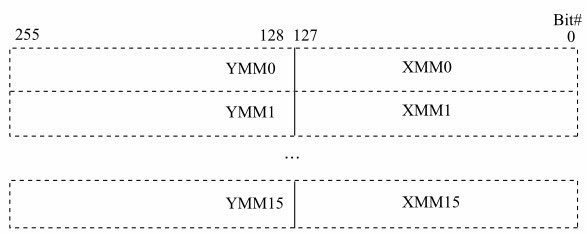 Bit#
255 128 127 0
YMM0 XMM0
YMM1 XMM1
...
YMM15 XMM15